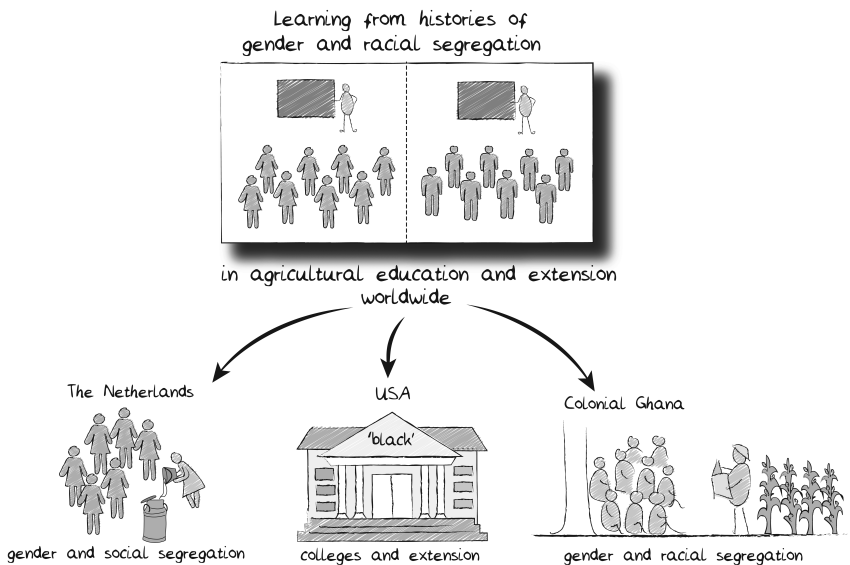 Learning from histories of
gender and racial segregation
in agricultural education and extension
worldwide
The Netherlands
gender and social segregation
USA
'black'
colleges and extension
Colonial Ghana
gender and racial segregation